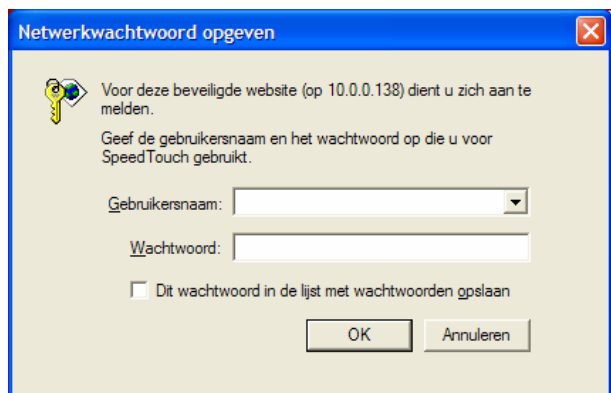 Netwerkwachtwoord opgeven
Voor deze beveiligde website (op 10.0.0.138) dient u zich aan te
melden.
Geef de gebruikersnaam en het wachtwoord op die u voor
SpeedTouch gebruikt.
Gebruikersnaam:
Wachtwoord:
Dit wachtwoord in de lijst met wachtwoorden opslaan
OK Annuleren